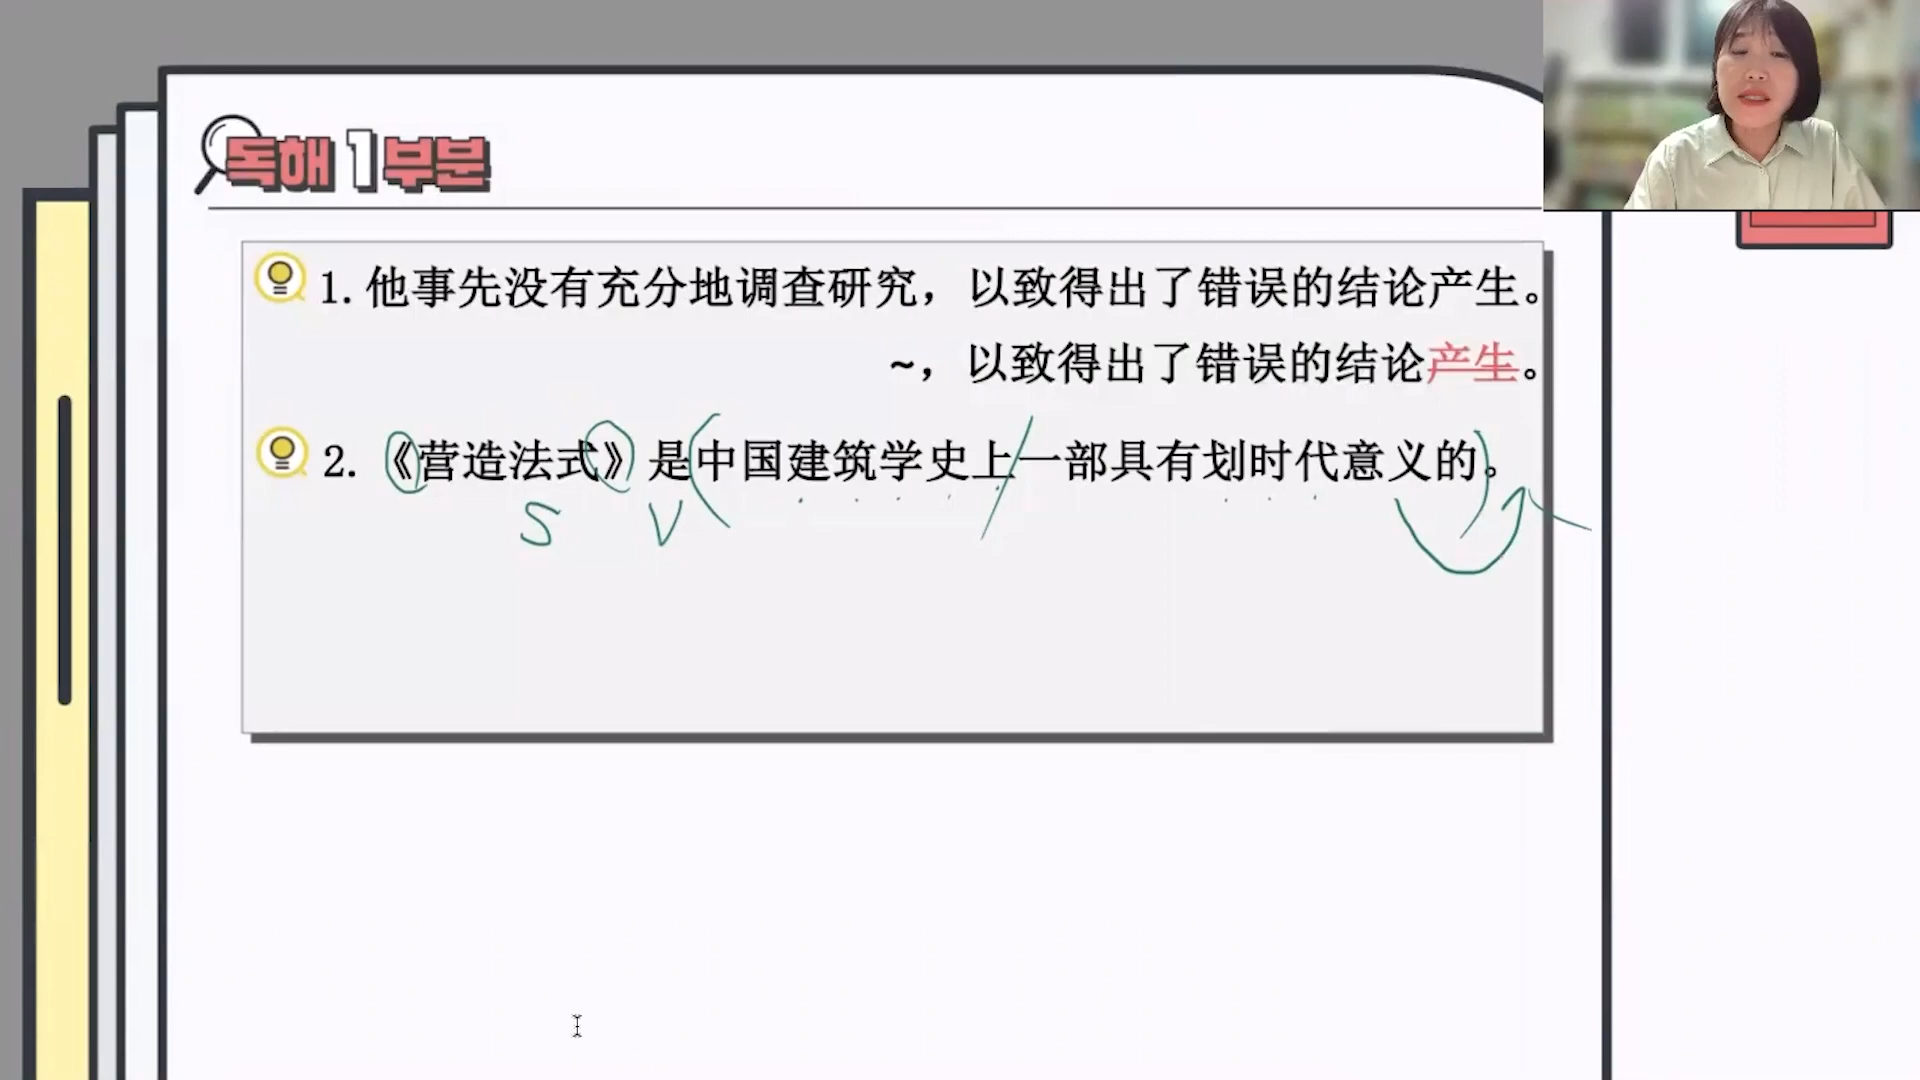 독해 1 부분
1. 他事先没有充分地调查研究，以致得出了错误的结论产生。
~，以致得出了错误的结论产生。
2. 《营造法式》是中国建筑学史上一部具有划时代意义的。
S V